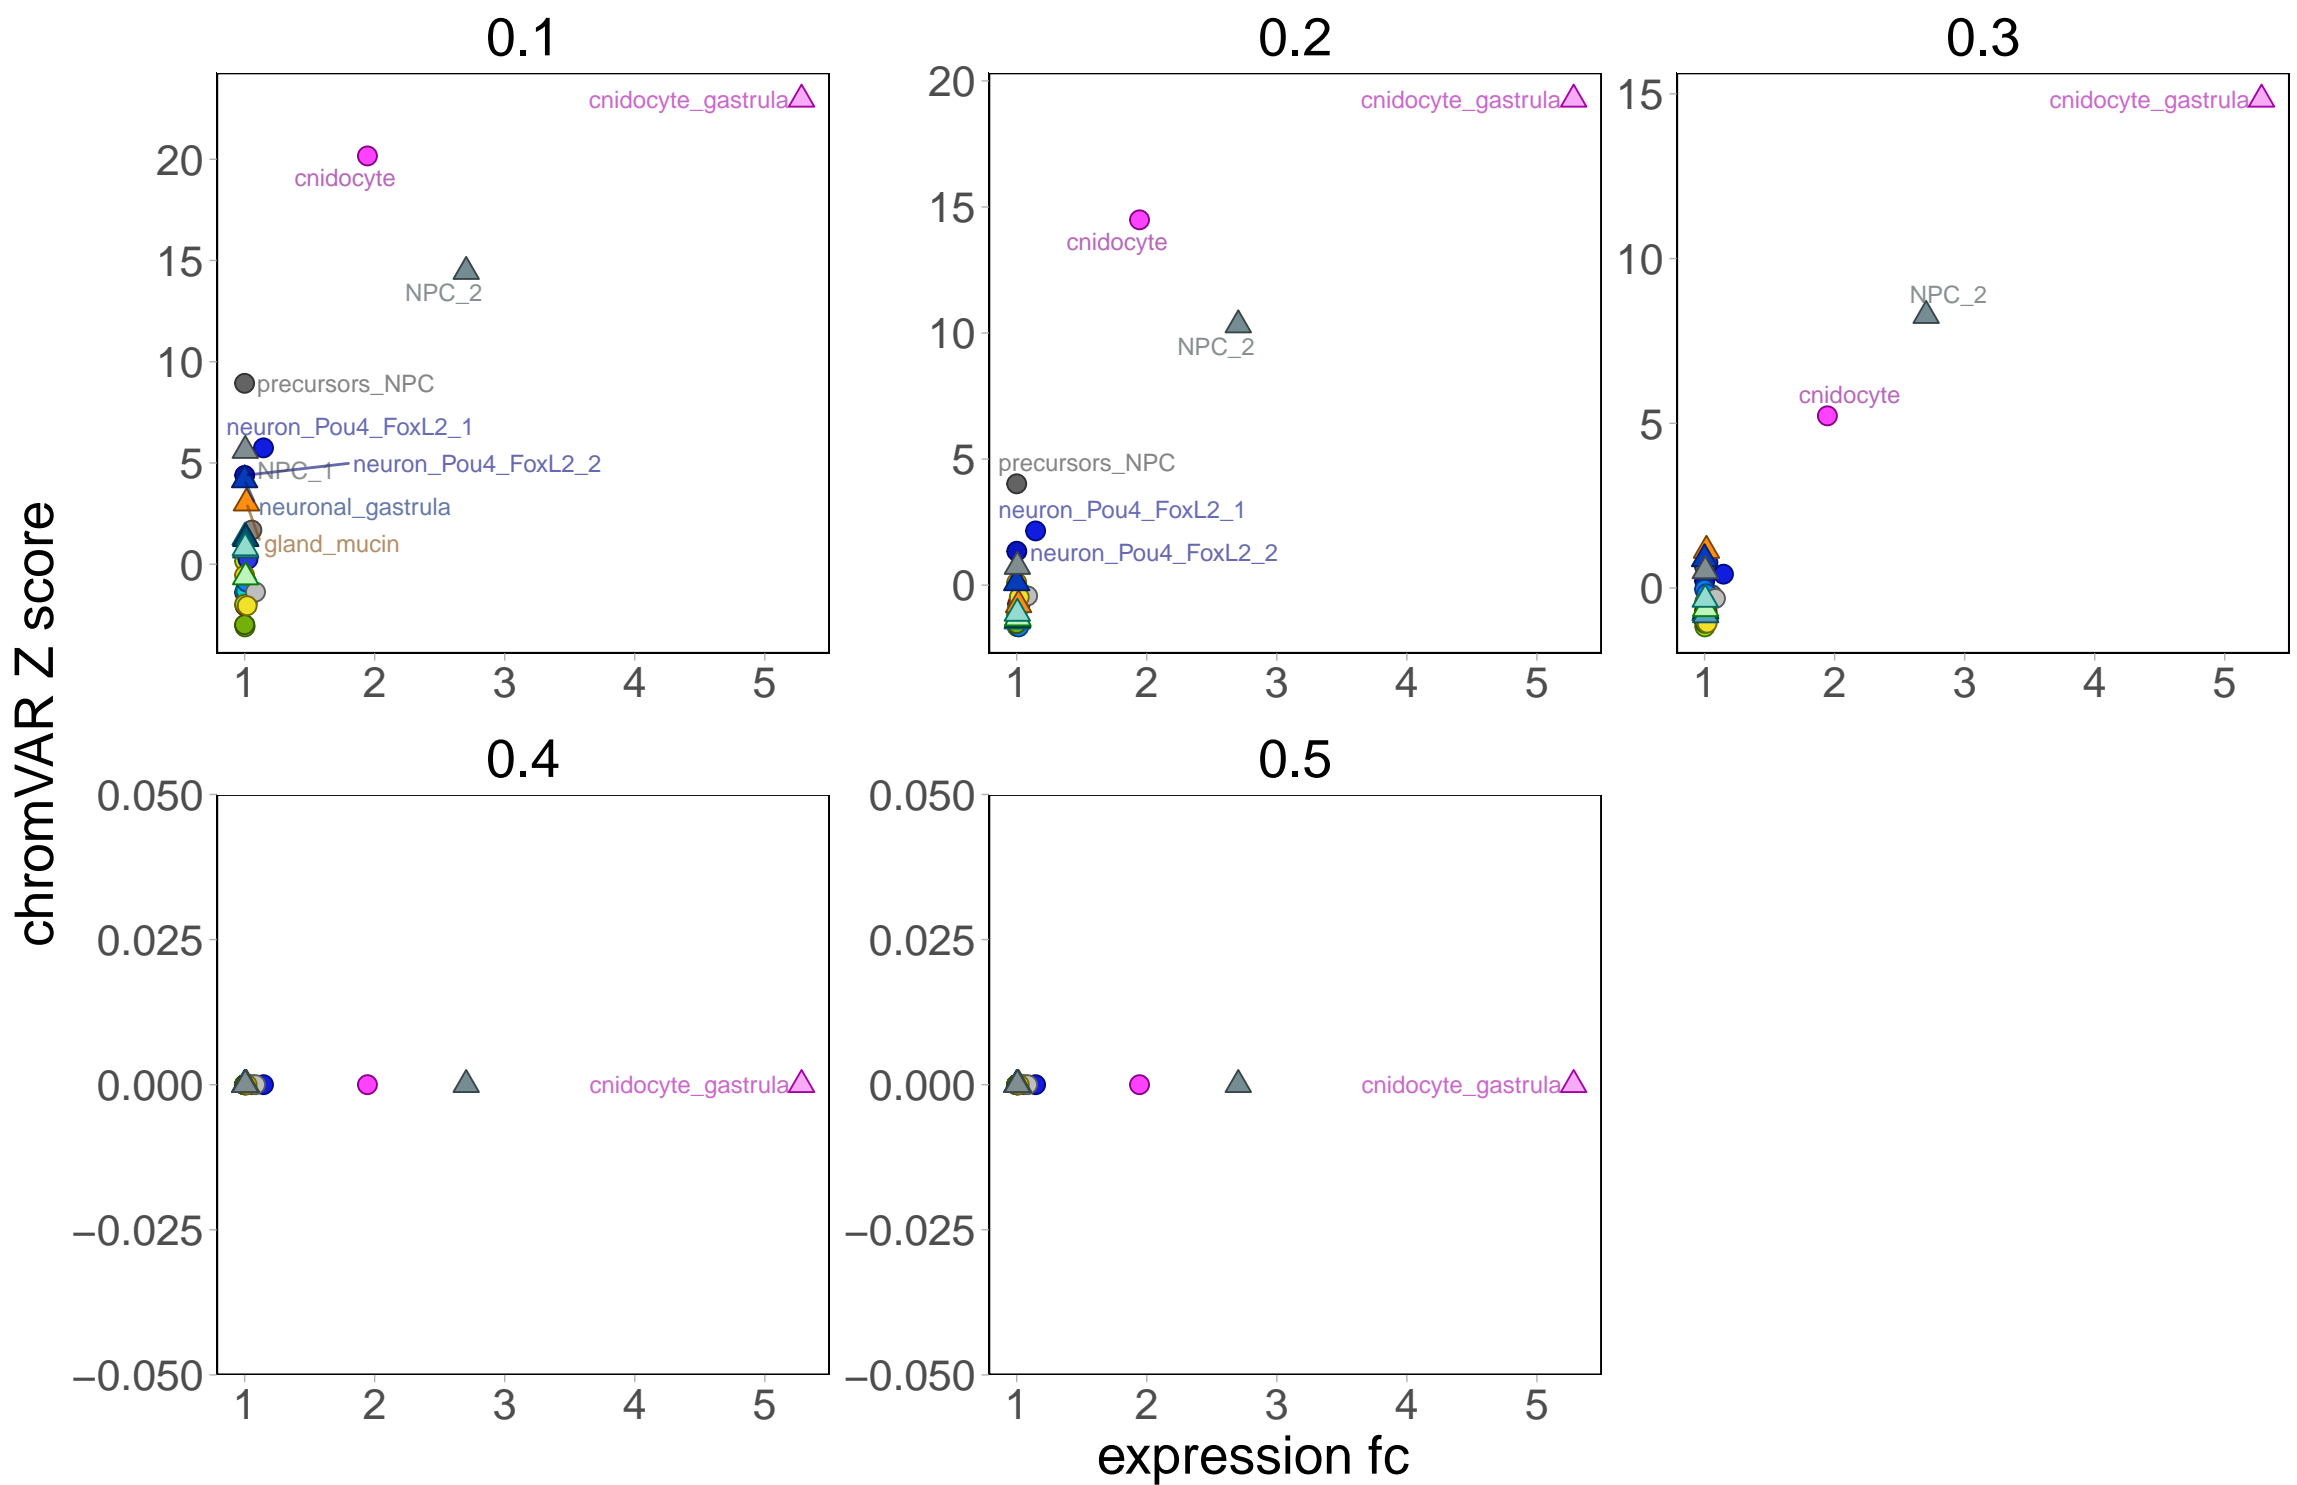 0.1
0.2
0.3
20
15
10
5
0
cnidocyte_gastrula
cnidocyte
NPC_2
precursors_NPC
neuron_Pou4_FoxL2_1
NPC_1
neuron_Pou4_FoxL2_2
neuronal_gastrula
gland_mucin
1 2 3 4 5
20
15
10
5
0
cnidocyte_gastrula
cnidocyte
NPC_2
precursors_NPC
neuron_Pou4_FoxL2_1
neuron_Pou4_FoxL2_2
1 2 3 4 5
15
10
5
0
cnidocyte_gastrula
NPC_2
cnidocyte
1 2 3 4 5
chromVAR Z score
0.4
0.5
0.050
0.025
0.000
−0.025
−0.050
cnidocyte_gastrula
1 2 3 4 5
0.050
0.025
0.000
−0.025
−0.050
cnidocyte_gastrula
1 2 3 4 5
expression fc